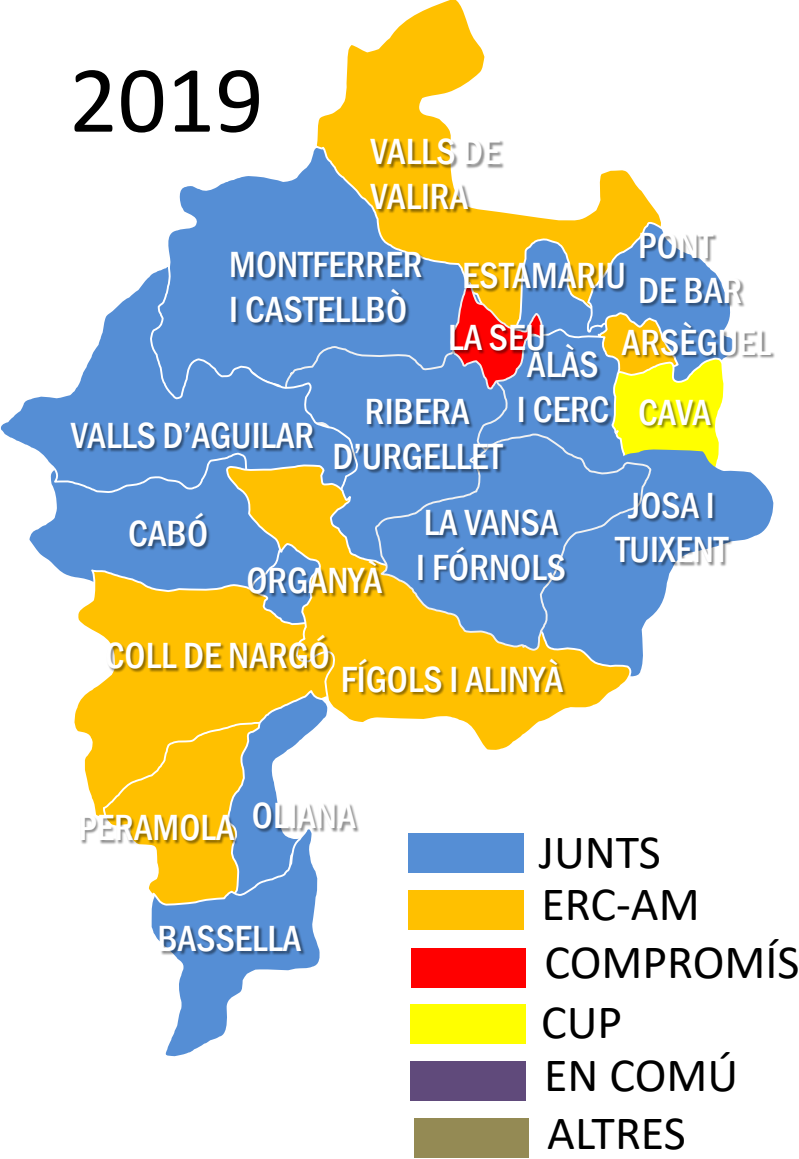 2019
VALLS DE
VALIRA
MONTFERRER
I CASTELLBÒ
ESTAMARIU
PONT
DE BAR
LA SEU
ARSÈGUEL
ALÀS
I CERC
CAVA
RIBERA
D'URGELLET
VALLS D'AGUILAR
CABÓ
LA VANSA
I FÓRNOLS
JOSA I
TUIXENT
ORGANYÀ
COLL DE NARGÓ
FÍGOLS I ALINYÀ
PERAMOLA
OLIANA
BASSELLA
JUNTS
ERC-AM
COMPROMÍS
CUP
EN COMÚ
ALTRES